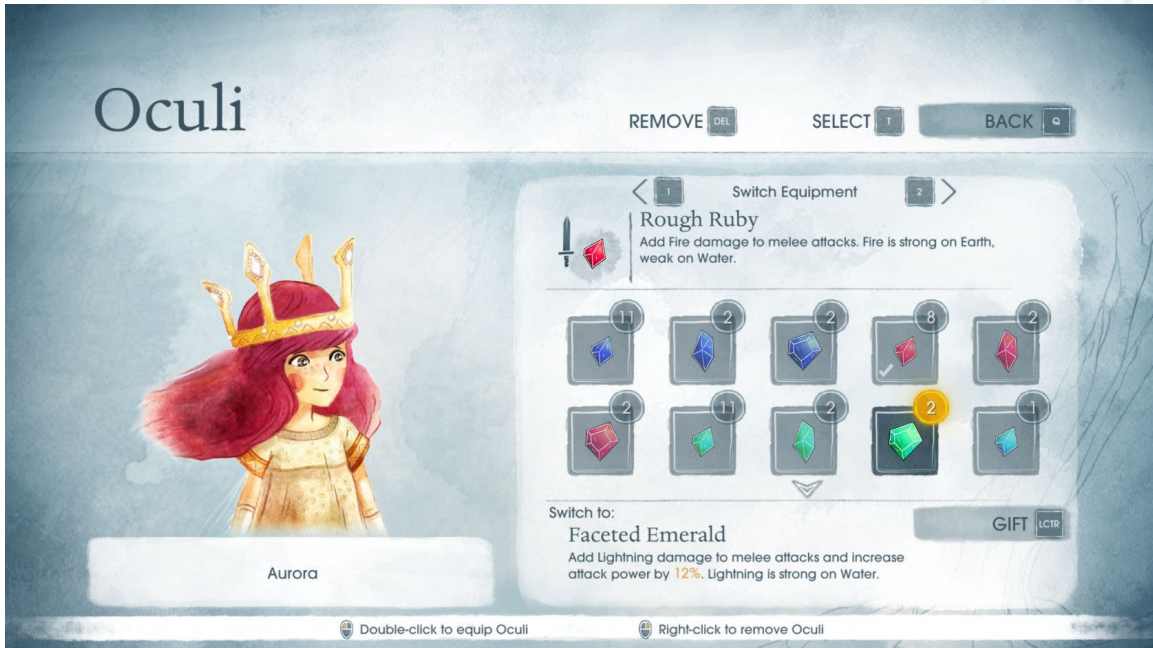 Oculi
REMOVE DEL
SELECT T
BACK Q
1 Switch Equipment 2
Rough Ruby
Add Fire damage to melee attacks. Fire is strong on Earth,
weak on Water.
11 2 2 8 2
2 11 2 2 1
Switch to:
Faceted Emerald
GIFT LCTR
Add Lightning damage to melee attacks and increase
attack power by 12%. Lightning is strong on Water.
Aurora
Double-click to equip Oculi
Right-click to remove Oculi